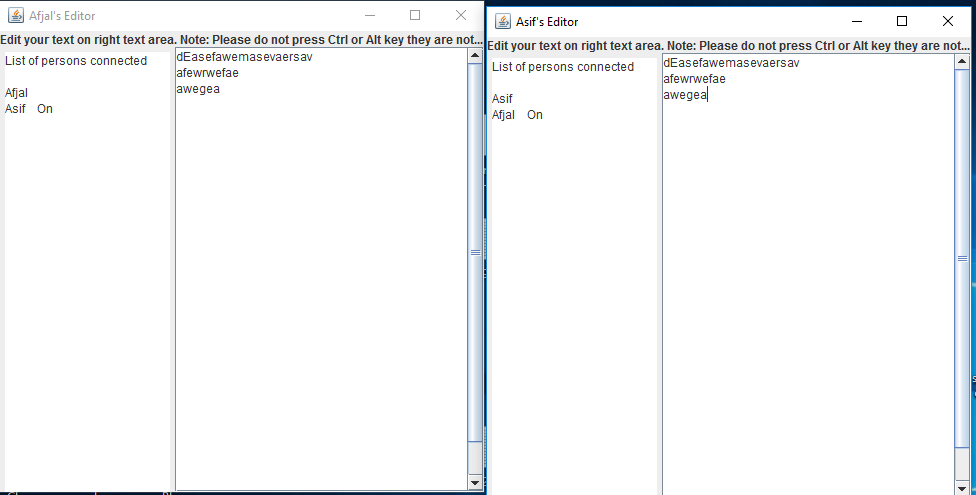 Afjal's Editor
Edit your text on right text area. Note: Please do not press Ctrl or Alt key they are not...
List of persons connected
Afjal
Asif On
dEasefawemasevaersav
afewrwefae
awegea
Asif's Editor
Edit your text on right text area. Note: Please do not press Ctrl or Alt key they are not...
List of persons connected
Asif
Afjal On
dEasefawemasevaersav
afewrwefae
awegea